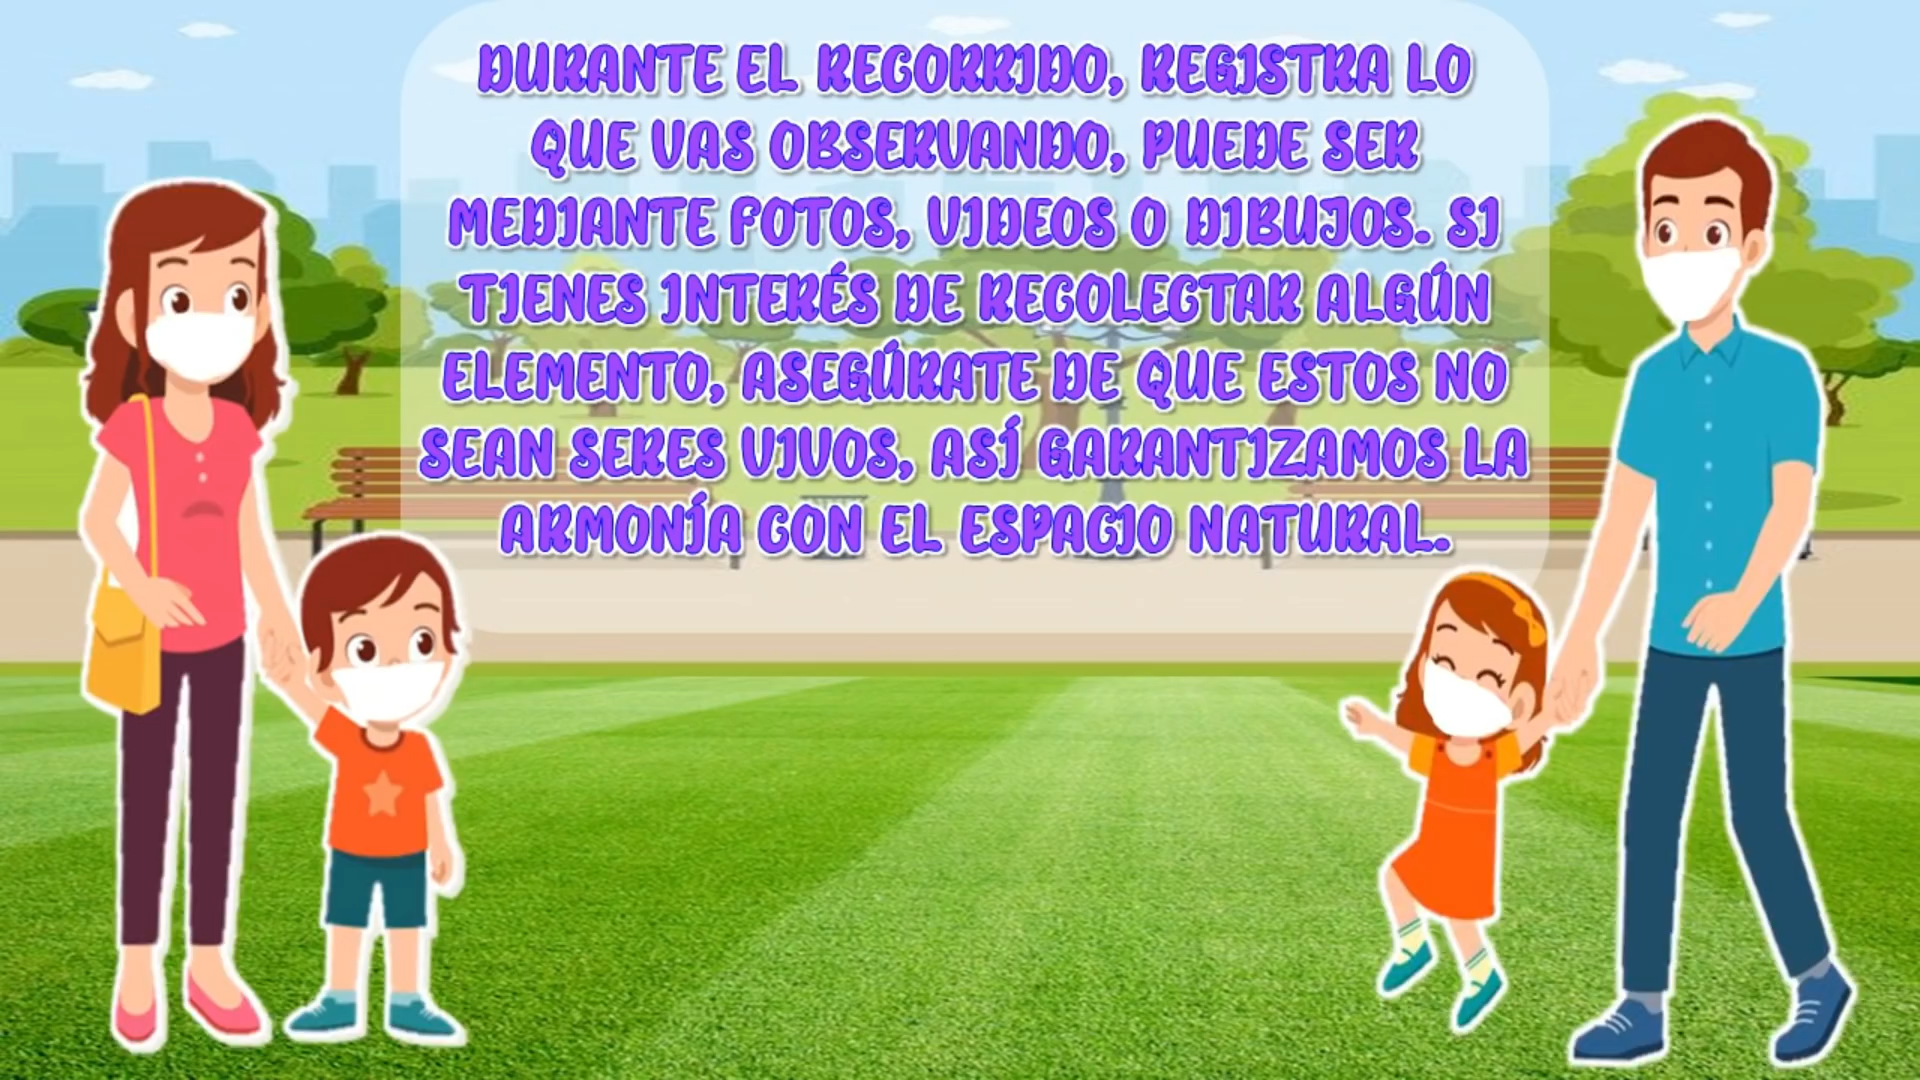 DURANTE EL RECORRIDO, REGISTRA LO
QUE VAS OBSERVANDO, PUEDE SER
MEDIANTE FOTOS, VIDEOS O DIBUJOS. SI
TIENES INTERÉS DE RECOLECTAR ALGÚN
ELEMENTO, ASEGÚRATE DE QUE ESTOS NO
SEAN SERES VIVOS, ASÍ GARANTIZAMOS LA
ARMONÍA CON EL ESPACIO NATURAL.